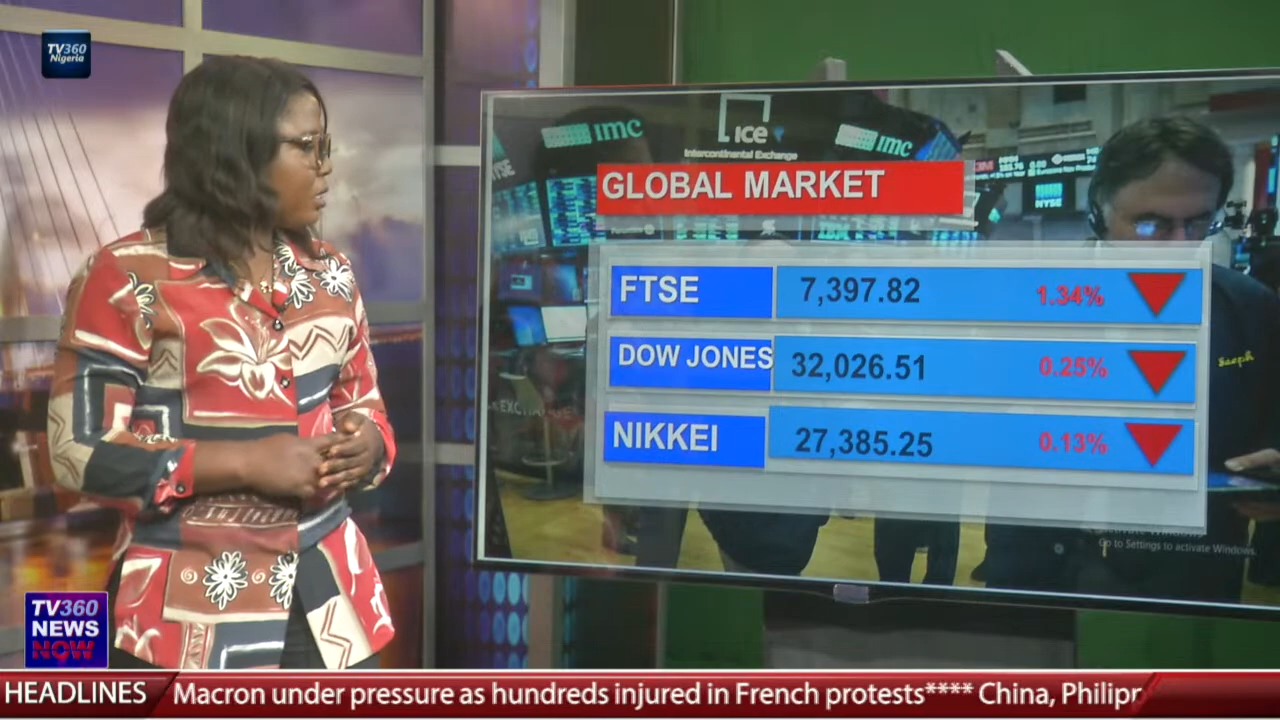 TV360
Nigeria
imc
ICE
Intercontinental Exchange
imc
NYSE
GLOBAL MARKET
FTSE 7,397.82 1.34%
DOW JONES 32,026.51 0.25%
NIKKEI 27,385.25 0.13%
Go to Settings to activate Windows.
TV360
NEWS
NOW
HEADLINES Macron under pressure as hundreds injured in French protests**** China, Philipp